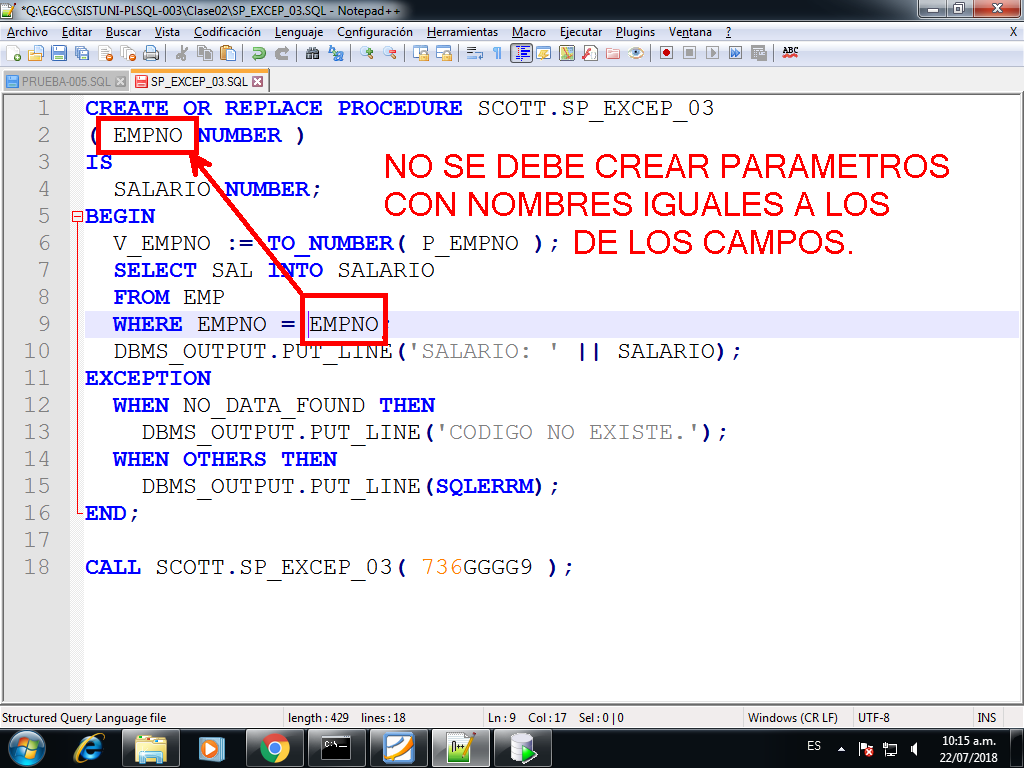 *Q:\EGCC\SISTUNI-PLSQL-003\Clase02\SP_EXCEP_03.SQL - Notepad++
Archivo Editar Buscar Vista Codificación Lenguaje Configuración Herramientas Macro Ejecutar Plugins Ventana ? X
ABC
PRUEBA-005.SQL SP_EXCEP_03.SQL
1 CREATE OR REPLACE PROCEDURE SCOTT.SP_EXCEP_03
2 ( EMPNO NUMBER )
3 IS
NO SE DEBE CREAR PARAMETROS
CON NOMBRES IGUALES A LOS
DE LOS CAMPOS.
4 SALARIO NUMBER;
5 BEGIN
6 V_EMPNO := TO_NUMBER( P_EMPNO );
7 SELECT SAL INTO SALARIO
8 FROM EMP
9 WHERE EMPNO = EMPNO;
10 DBMS_OUTPUT.PUT_LINE('SALARIO: ' || SALARIO);
11 EXCEPTION
12 WHEN NO_DATA_FOUND THEN
13 DBMS_OUTPUT.PUT_LINE('CODIGO NO EXISTE.');
14 WHEN OTHERS THEN
15 DBMS_OUTPUT.PUT_LINE(SQLERRM);
16 END;
17
18 CALL SCOTT.SP_EXCEP_03( 736GGGG9 );
Structured Query Language file length : 429 lines : 18 Ln : 9 Col : 17 Sel : 0 | 0 Windows (CR LF) UTF-8 INS
ES 10:15 a.m.
22/07/2018